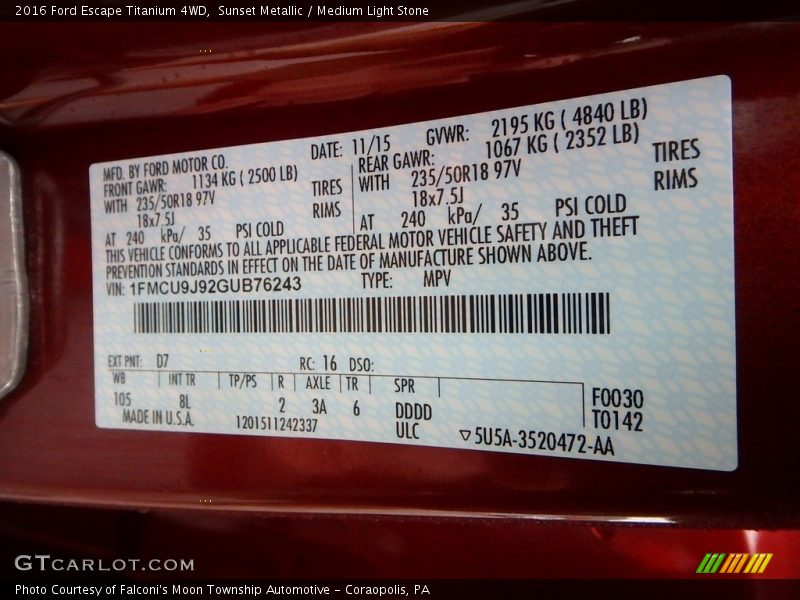 2016 Ford Escape Titanium 4WD,  Sunset Metallic / Medium Light Stone
MFD. BY FORD MOTOR CO. DATE: 11/15 GVWR: 2195 KG ( 4840 LB)
FRONT GAWR: 1134 KG ( 2500 LB) REAR GAWR: 1067 KG ( 2352 LB)
WITH 235/50R18 97V TIRES WITH 235/50R18 97V TIRES
18x7.5J RIMS 18x7.5J RIMS
AT 240 kPa/ 35 PSI COLD AT 240 kPa/ 35 PSI COLD
THIS VEHICLE CONFORMS TO ALL APPLICABLE FEDERAL MOTOR VEHICLE SAFETY AND THEFT
PREVENTION STANDARDS IN EFFECT ON THE DATE OF MANUFACTURE SHOWN ABOVE.
VIN: 1FMCU9J92GUB76243 TYPE: MPV
EXT PNT: D7 RC: 16 DSO:
WB INT TR TP/PS R AXLE TR SPR
105 8L 2 3A 6 DDDD F0030
MADE IN U.S.A. 1201511242337 ULC T0142
▽5U5A-3520472-AA
GTCARLOT.COM
Photo Courtesy of Falconi's Moon Township Automotive - Coraopolis, PA